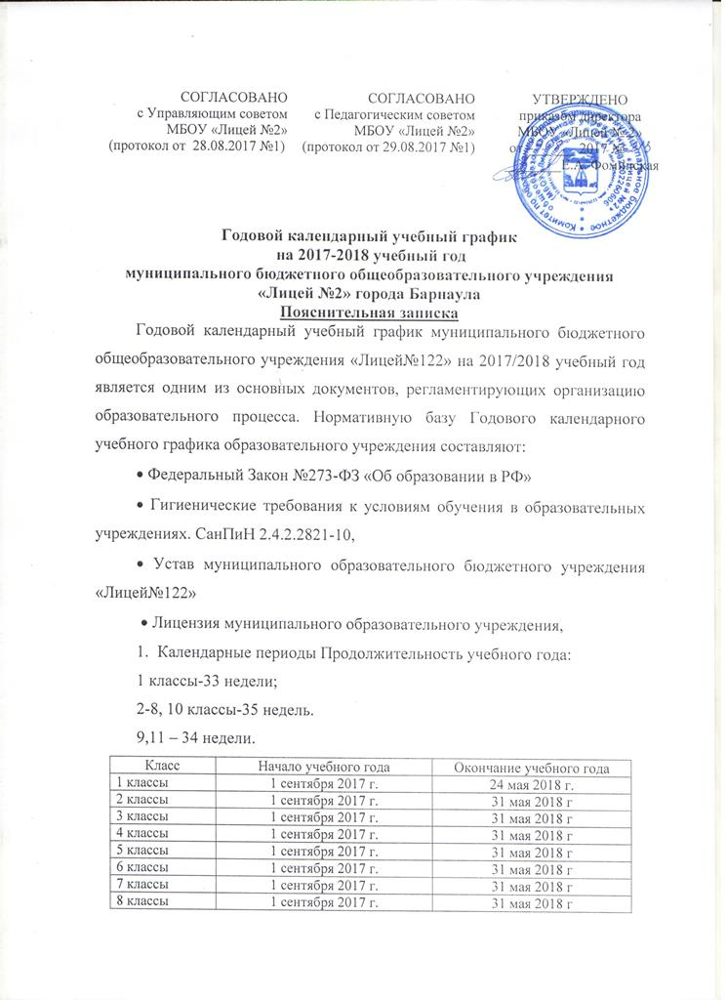 СОГЛАСОВАНО
с Управляющим советом
МБОУ «Лицей №2»
(протокол от 28.08.2017 №1)
СОГЛАСОВАНО
с Педагогическим советом
МБОУ «Лицей №2»
(протокол от 29.08.2017 №1)
УТВЕРЖДЕНО
приказом директора
МБОУ «Лицей №2»
от 2017 №
Е.А. Фоминская
Годовой календарный учебный график
на 2017-2018 учебный год
муниципального бюджетного общеобразовательного учреждения
«Лицей №2» города Барнаула
Пояснительная записка
Годовой календарный учебный график муниципального бюджетного
общеобразовательного учреждения «Лицей№122» на 2017/2018 учебный год
является одним из основных документов, регламентирующих организацию
образовательного процесса. Нормативную базу Годового календарного
учебного графика образовательного учреждения составляют:
• Федеральный Закон №273-ФЗ «Об образовании в РФ»
• Гигиенические требования к условиям обучения в образовательных
учреждениях. СанПиН 2.4.2.2821-10,
• Устав муниципального образовательного бюджетного учреждения
«Лицей№122»
• Лицензия муниципального образовательного учреждения,
1. Календарные периоды Продолжительность учебного года:
1 классы-33 недели;
2-8, 10 классы-35 недель.
9,11 – 34 недели.
Класс Начало учебного года Окончание учебного года
1 классы 1 сентября 2017 г. 24 мая 2018 г.
2 классы 1 сентября 2017 г. 31 мая 2018 г
3 классы 1 сентября 2017 г. 31 мая 2018 г
4 классы 1 сентября 2017 г. 31 мая 2018 г
5 классы 1 сентября 2017 г. 31 мая 2018 г
6 классы 1 сентября 2017 г. 31 мая 2018 г
7 классы 1 сентября 2017 г. 31 мая 2018 г
8 классы 1 сентября 2017 г. 31 мая 2018 г